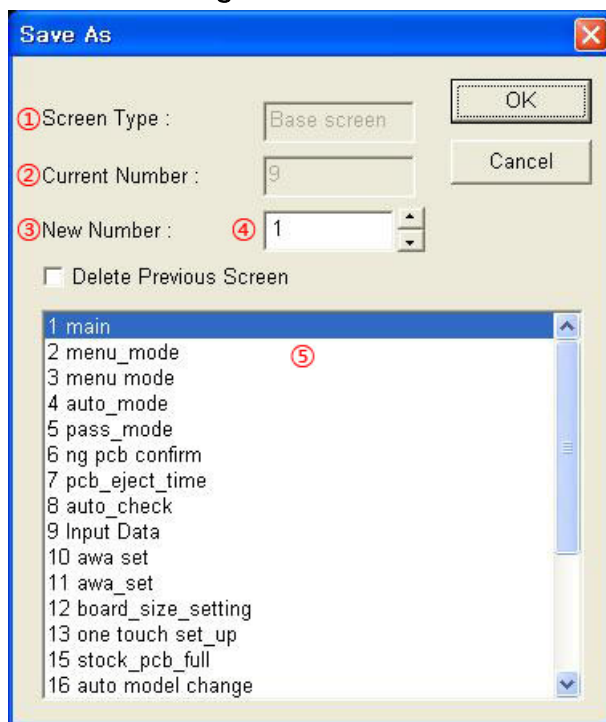 Save As
OK
①Screen Type : Base screen
Cancel
②Current Number : 9
③New Number : ④ 1
Delete Previous Screen
1 main
2 menu_mode ⑤
3 menu mode
4 auto_mode
5 pass_mode
6 ng pcb confirm
7 pcb_eject_time
8 auto_check
9 Input Data
10 awa set
11 awa_set
12 board_size_setting
13 one touch set_up
15 stock_pcb_full
16 auto model change